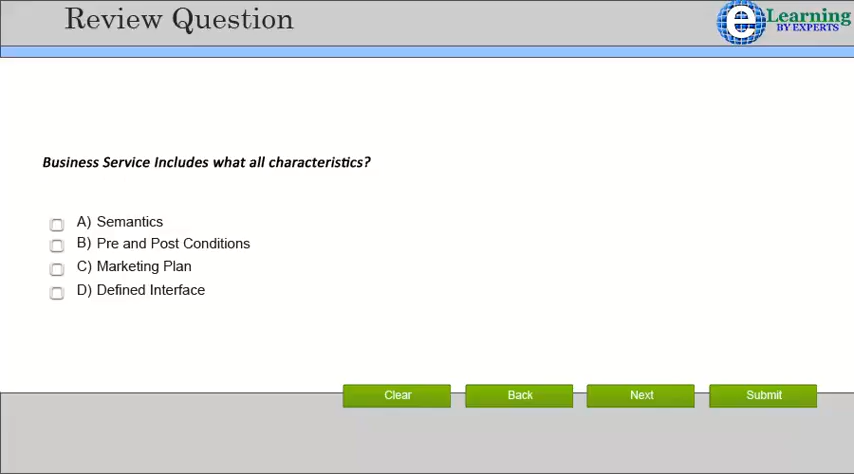 Review Question
e Learning
BY EXPERTS
Business Service Includes what all characteristics?
A) Semantics
B) Pre and Post Conditions
C) Marketing Plan
D) Defined Interface
Clear Back Next Submit